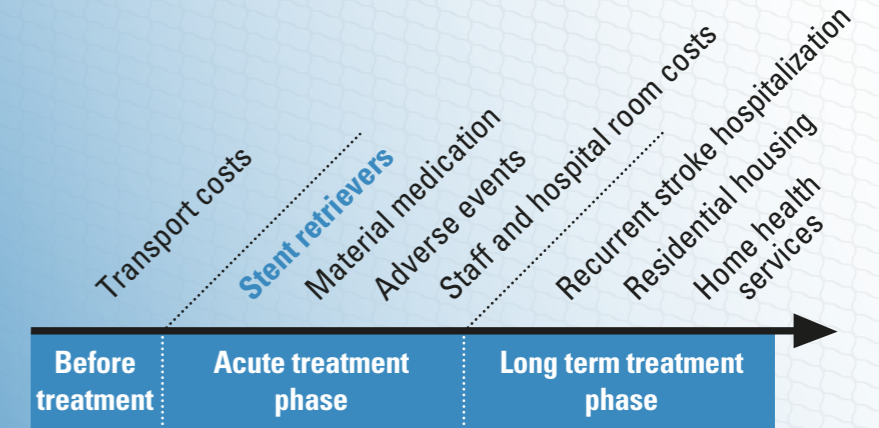 Transport costs
Stent retrievers
Material medication
Adverse events
Staff and hospital room costs
Recurrent stroke hospitalization
Residential housing
Home health
services
Before
treatment
Acute treatment
phase
Long term treatment
phase